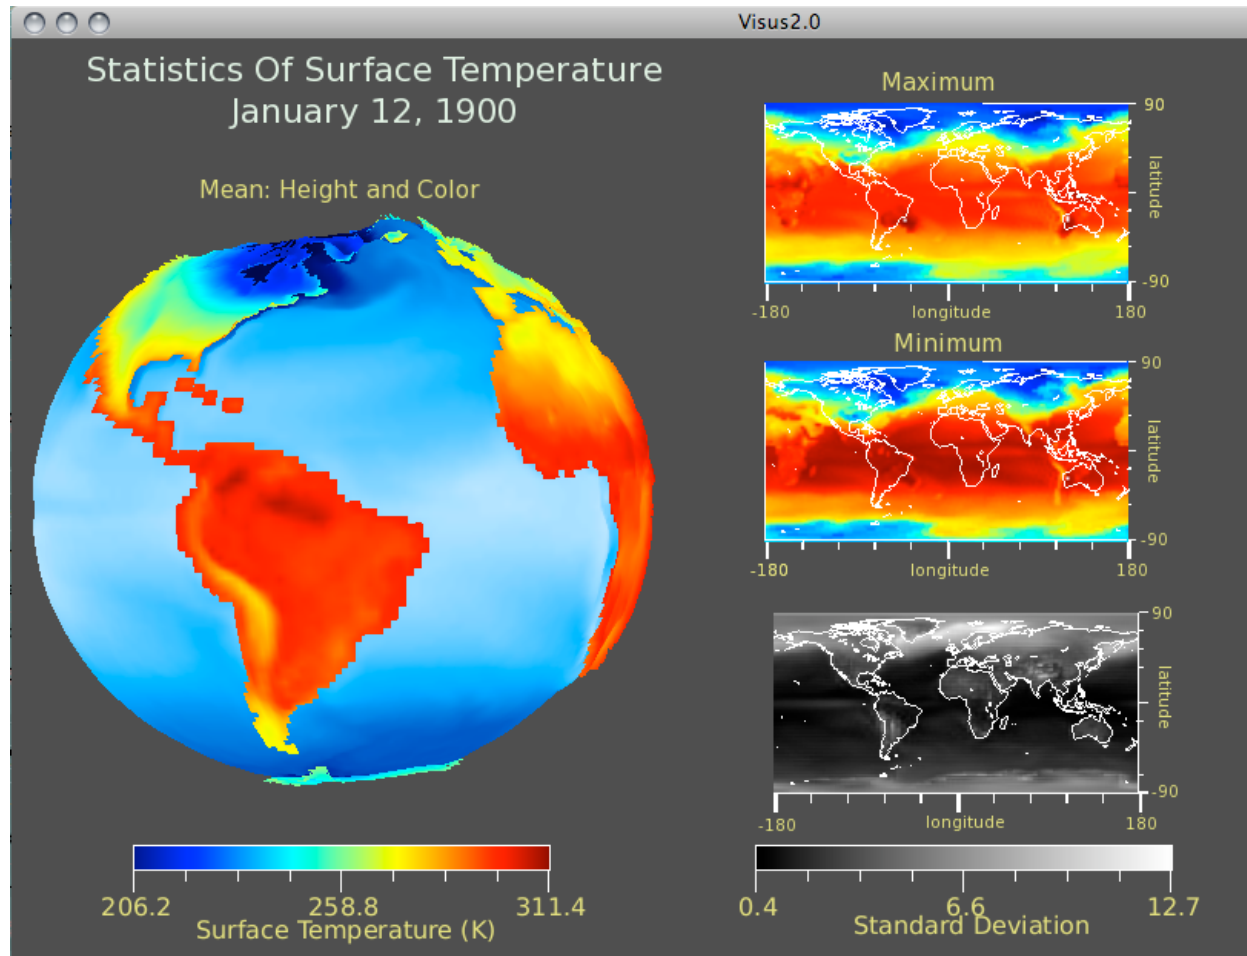 Visus2.0
Statistics Of Surface Temperature
January 12, 1900
Mean: Height and Color
206.2 258.8 311.4
Surface Temperature (K)
Maximum
90
latitude
-90
-180 longitude 180
Minimum
90
latitude
-90
-180 longitude 180
90
latitude
-90
-180 longitude 180
0.4 6.6 12.7
Standard Deviation